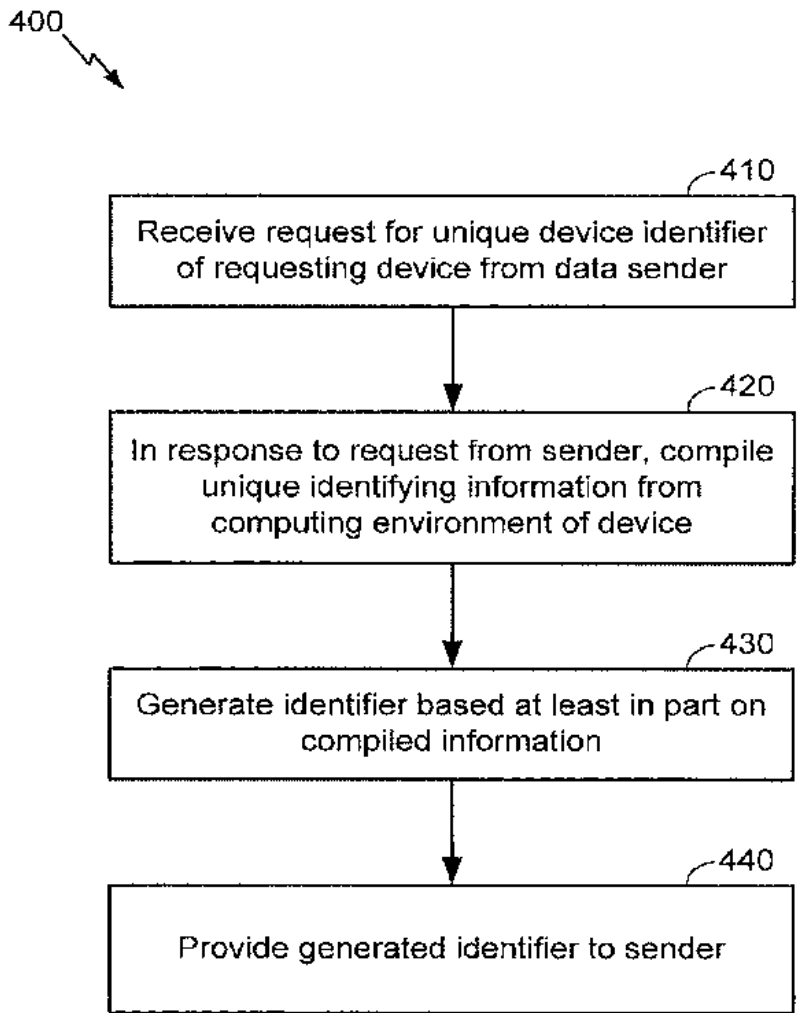 400
410
Receive request for unique device identifier
of requesting device from data sender
420
In response to request from sender, compile
unique identifying information from
computing environment of device
430
Generate identifier based at least in part on
compiled information
440
Provide generated identifier to sender